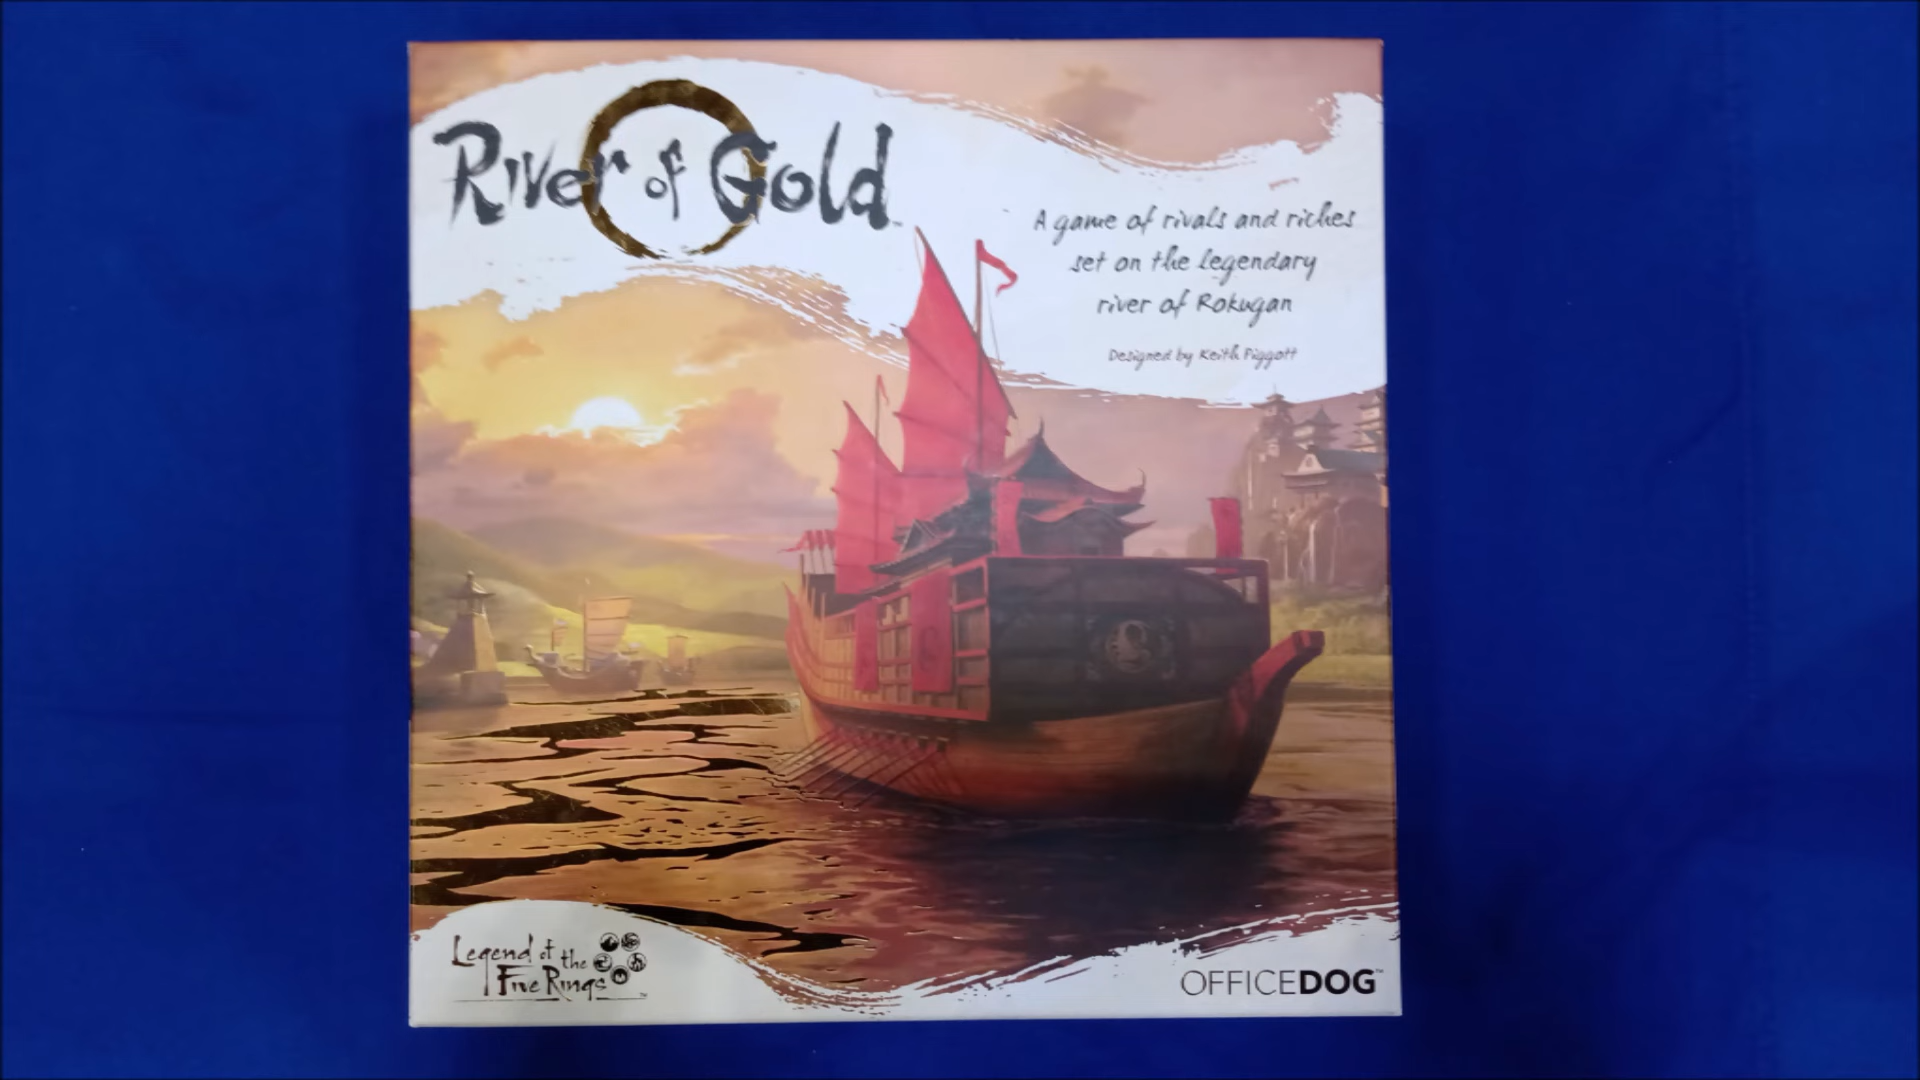 River of Gold
A game of rivals and riches
set on the legendary
river of Rokugan
Designed by Keith Piggott
Legend of the
Five Rings
OFFICEDOG